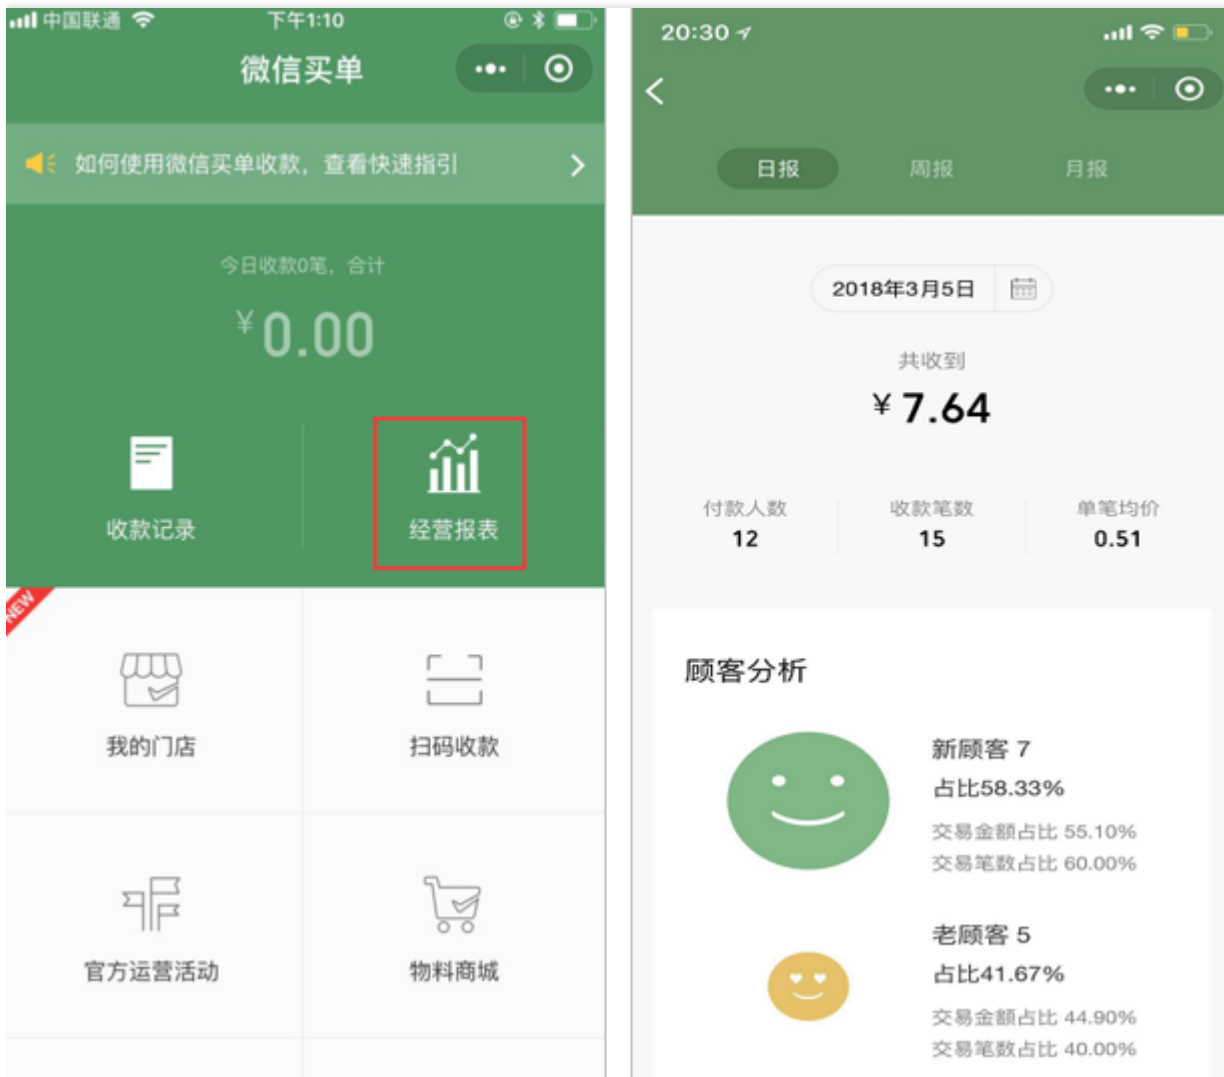 中国联通
下午1:10
微信买单
如何使用微信买单收款，查看快速指引
今日收款0笔，合计
¥0.00
收款记录
经营报表
NEW
我的门店
扫码收款
官方运营活动
物料商城
20:30
日报
周报
月报
2018年3月5日
共收到
¥7.64
付款人数
收款笔数
单笔均价
12
15
0.51
顾客分析
新顾客 7
占比58.33%
交易金额占比 55.10%
交易笔数占比 60.00%
老顾客 5
占比41.67%
交易金额占比 44.90%
交易笔数占比 40.00%